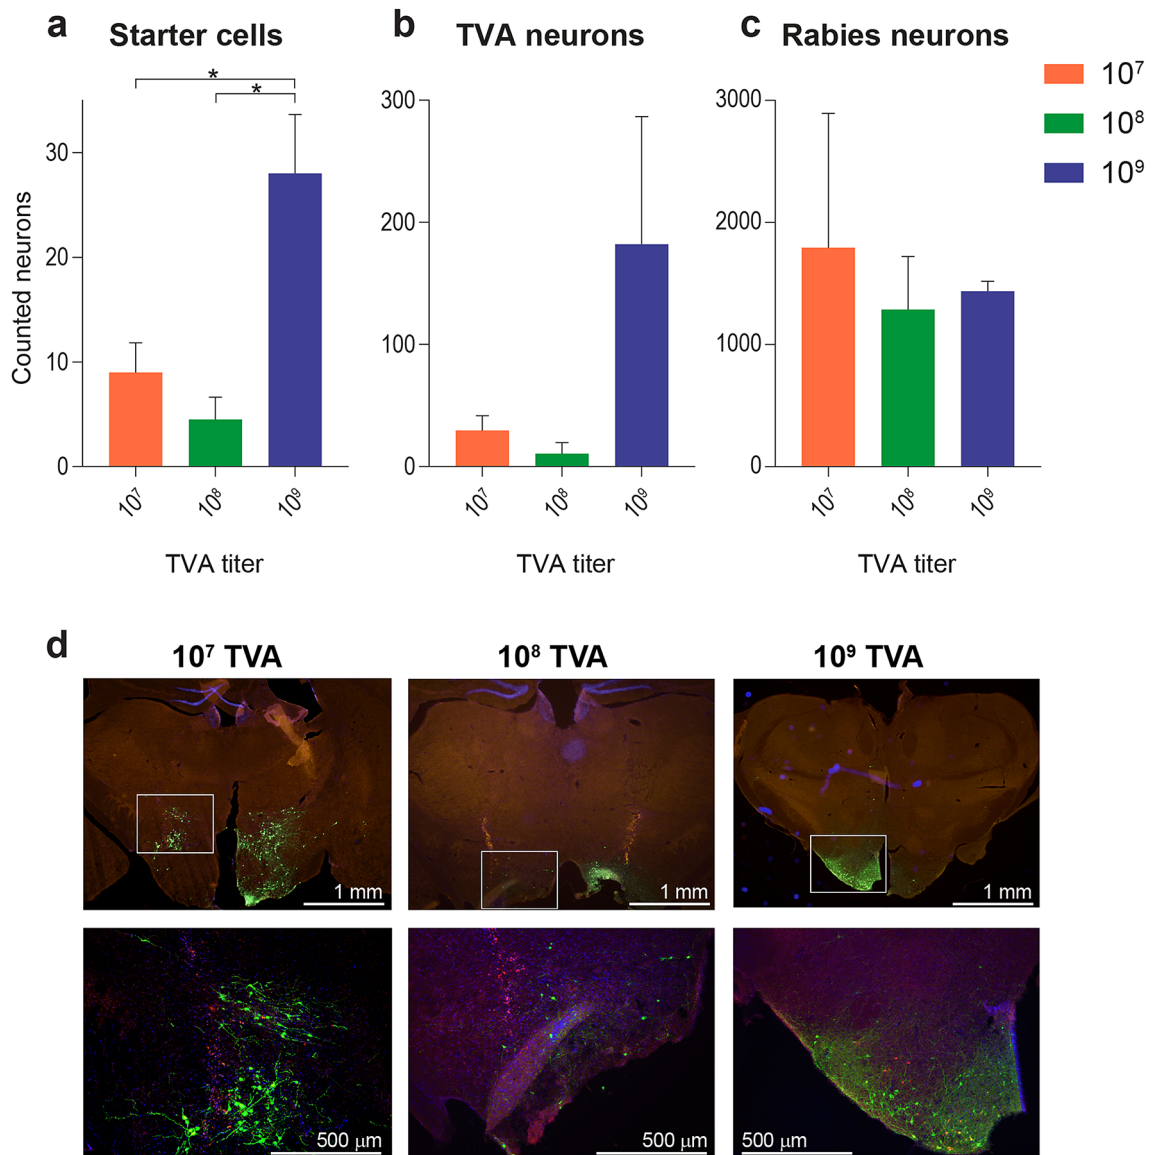 a Starter cells
b TVA neurons
c Rabies neurons
10⁷
10⁸
10⁹
* 
*
Counted neurons
30
20
10
0
10⁷ 10⁸ 10⁹
TVA titer
300
200
100
0
10⁷ 10⁸ 10⁹
TVA titer
3000
2000
1000
0
10⁷ 10⁸ 10⁹
TVA titer
d
10⁷ TVA
10⁸ TVA
10⁹ TVA
1 mm
1 mm
1 mm
500 µm
500 µm
500 µm